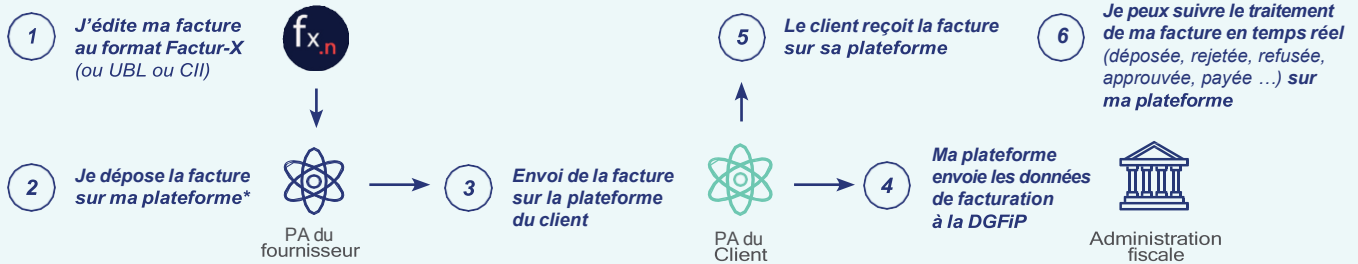 1
J'édite ma facture
au format Factur-X
(ou UBL ou CII)
fx.n
2
Je dépose la facture
sur ma plateforme*
PA du
fournisseur
3
Envoi de la facture
sur la plateforme
du client
PA du
Client
5
Le client reçoit la facture
sur sa plateforme
4
Ma plateforme
envoie les données
de facturation
à la DGFiP
Administration
fiscale
6
Je peux suivre le traitement
de ma facture en temps réel
(déposée, rejetée, refusée,
approuvée, payée …) sur
ma plateforme